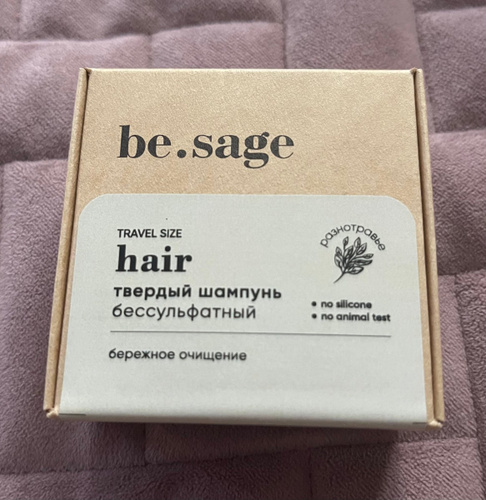 be.sage
TRAVEL SIZE
hair
твердый шампунь
бессульфатный
разнотравье
• no silicone
• no animal test
бережное очищение